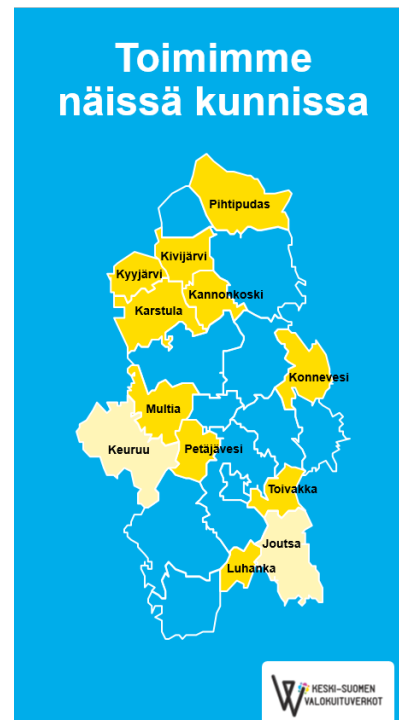 Toimimme
näissä kunnissa
Pihtipudas
Kivijärvi
Kyyjärvi
Kannonkoski
Karstula
Konnevesi
Multia
Keuruu
Petäjävesi
Toivakka
Joutsa
Luhanka
KESKI-SUOMEN
VALOKUITUVERKOT